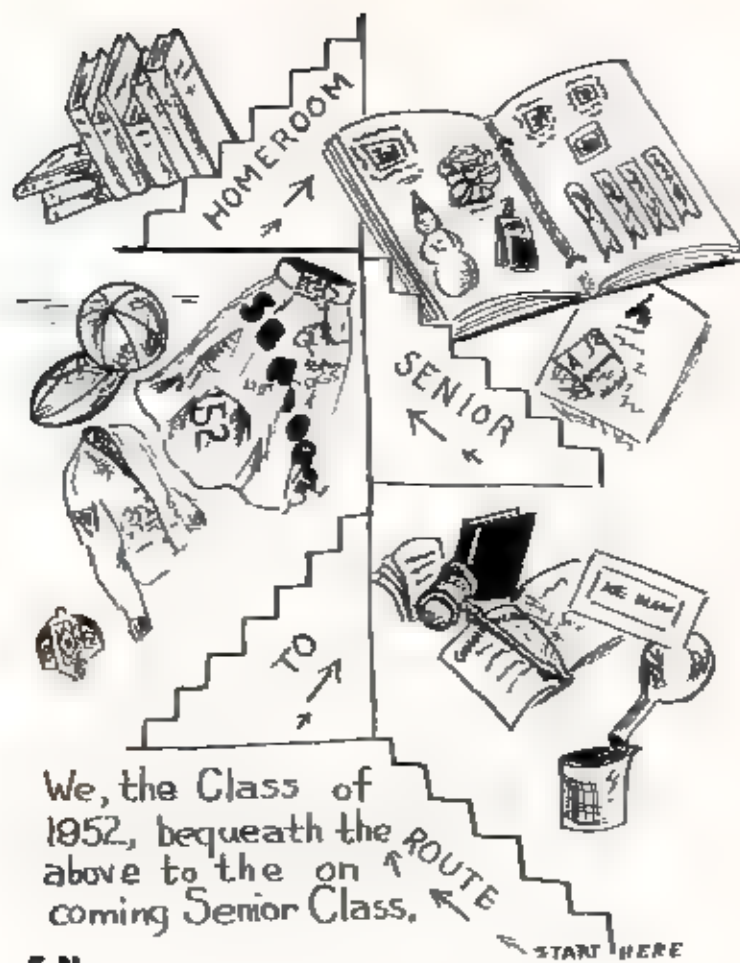 HOMEROOM
SENIOR
52
TO
ROUTE
START HERE
We, the Class of
1952, bequeath the
above to the on
coming Senior Class.